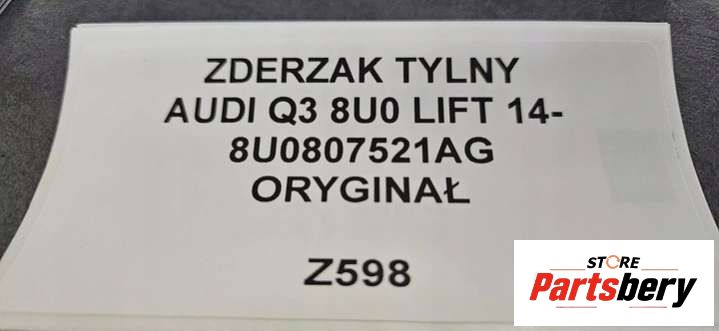 ZDERZAK TYLNY
AUDI Q3 8U0 LIFT 14-
8U0807521AG
ORYGINAŁ
Z598
STORE
Partsbery